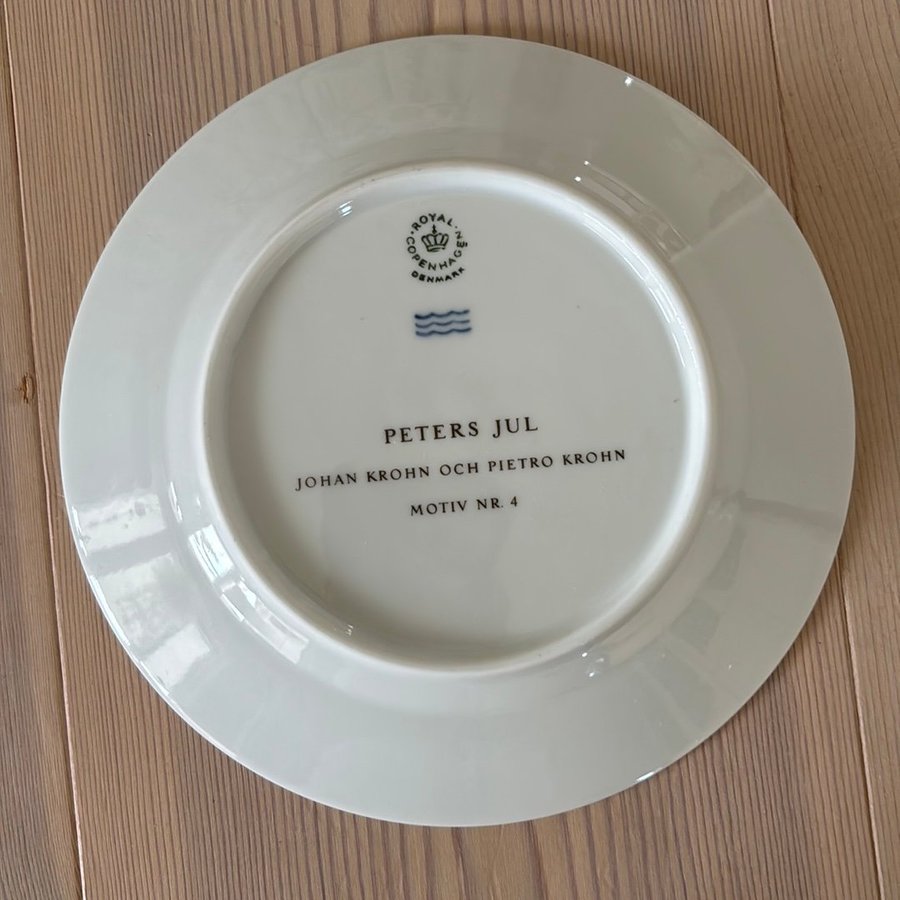 ROYAL
COPENHAGEN
DENMARK
PETERS JUL
JOHAN KROHN OCH PIETRO KROHN
MOTIV NR. 4